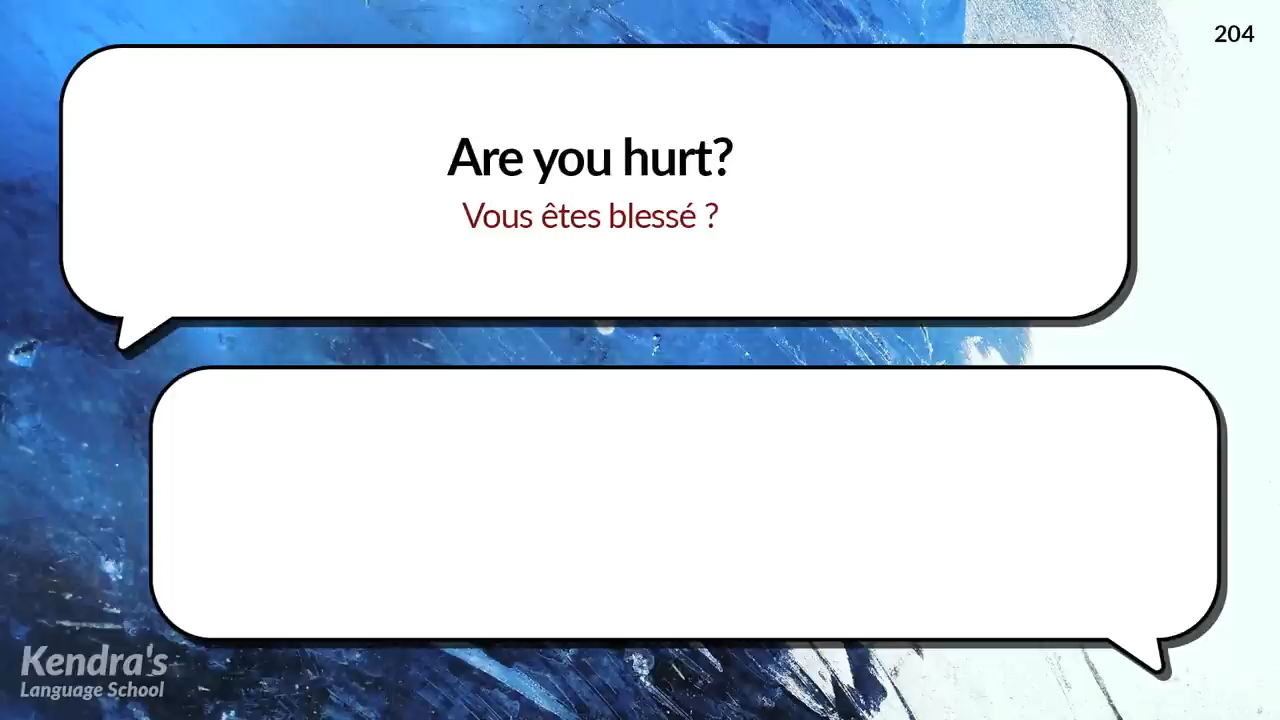 204
Are you hurt?
Vous êtes blessé ?
Kendra's
Language School